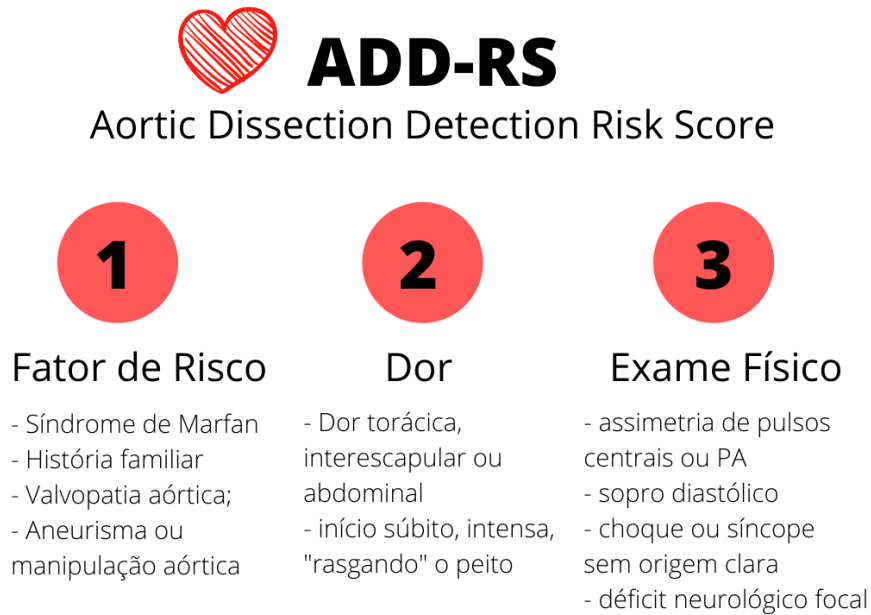 ADD-RS
Aortic Dissection Detection Risk Score
1
Fator de Risco
- Síndrome de Marfan
- História familiar
- Valvopatia aórtica;
- Aneurisma ou
manipulação aórtica
2
Dor
- Dor torácica,
interescapular ou
abdominal
- início súbito, intensa,
"rasgando" o peito
3
Exame Físico
- assimetria de pulsos
centrais ou PA
- sopro diastólico
- choque ou síncope
sem origem clara
- déficit neurológico focal